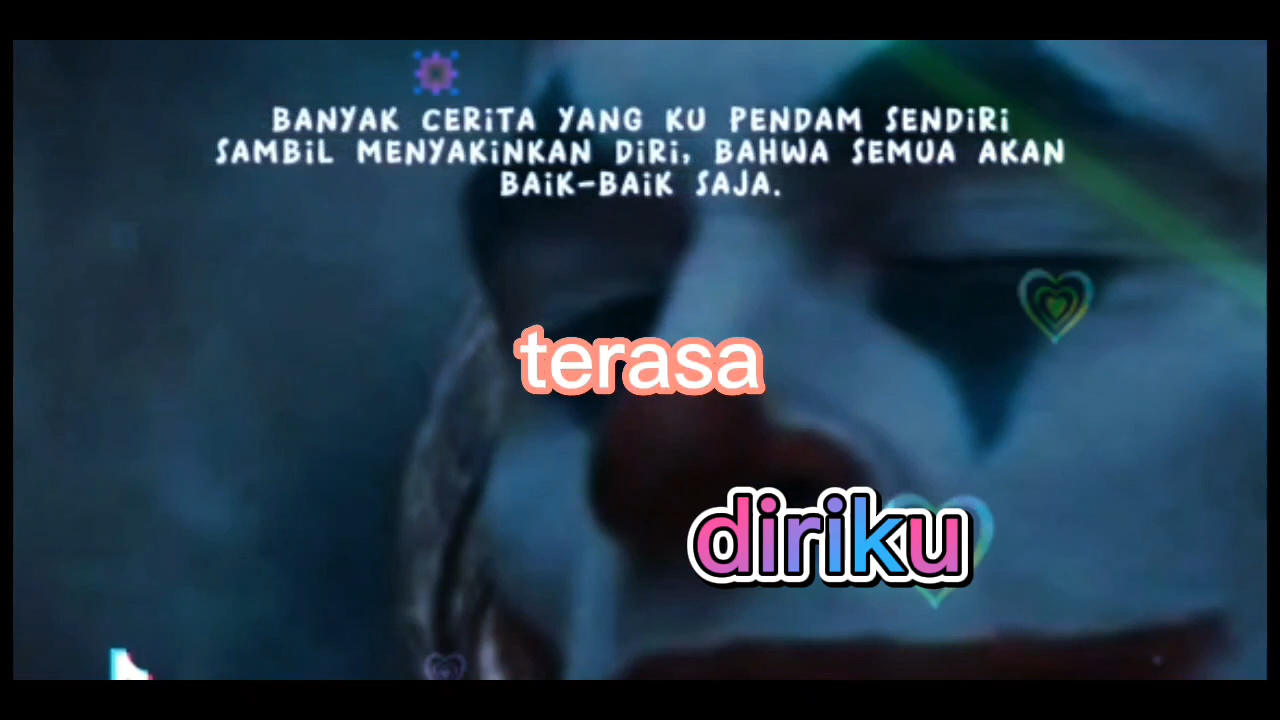 BANYAK CERiTA YANG KU PENDAM SENDiRi
SAMBiL MENYAKiNKAN DiRi, BAHWA SEMUA AKAN
BAiK-BAiK SAJA.
terasa
diriku